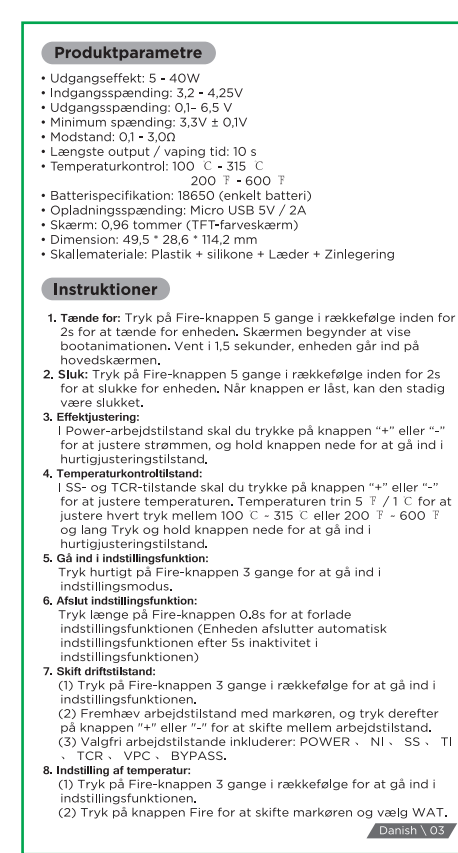 Produktparametre
• Udgangseffekt: 5 - 40W
• Indgangsspænding: 3,2 - 4,25V
• Udgangsspænding: 0,1– 6,5 V
• Minimum spænding: 3,3V ± 0,1V
• Modstand: 0,1 - 3,0Ω
• Længste output / vaping tid: 10 s
• Temperaturkontrol: 100 ℃ - 315 ℃
200 ℉ - 600 ℉
• Batterispecifikation: 18650 (enkelt batteri)
• Opladningsspænding: Micro USB 5V / 2A
• Skærm: 0,96 tommer (TFT-farveskærm)
• Dimension: 49,5 * 28,6 * 114,2 mm
• Skallemateriale: Plastik + silikone + Læder + Zinlegering
Instruktioner
1. Tænde for: Tryk på Fire-knappen 5 gange i rækkefølge inden for
2s for at tænde for enheden. Skærmen begynder at vise
bootanimationen. Vent i 1,5 sekunder, enheden går ind på
hovedskærmen.
2. Sluk: Tryk på Fire-knappen 5 gange i rækkefølge inden for 2s
for at slukke for enheden. Når knappen er låst, kan den stadig
være slukket.
3. Effektjustering:
I Power-arbejdstilstand skal du trykke på knappen “+” eller “-”
for at justere strømmen, og hold knappen nede for at gå ind i
hurtigjusteringstilstand.
4. Temperaturkontroltilstand:
I SS- og TCR-tilstande skal du trykke på knappen “+” eller “-”
for at justere temperaturen. Temperaturen trin 5 ℉ / 1 ℃ for at
justere hvert tryk mellem 100 ℃ ~ 315 ℃ eller 200 ℉ ~ 600 ℉
og lang Tryk og hold knappen nede for at gå ind i
hurtigjusteringstilstand.
5. Gå ind i indstillingsfunktion:
Tryk hurtigt på Fire-knappen 3 gange for at gå ind i
indstillingsmodus.
6. Afslut indstillingsfunktion:
Tryk længe på Fire-knappen 0.8s for at forlade
indstillingsfunktionen (Enheden afslutter automatisk
indstillingsfunktionen efter 5s inaktivitet i
indstillingsfunktionen)
7. Skift driftstilstand:
(1) Tryk på Fire-knappen 3 gange i rækkefølge for at gå ind i
indstillingsfunktionen.
(2) Fremhæv arbejdstilstand med markøren, og tryk derefter
på knappen "+" eller "-" for at skifte mellem arbejdstilstand.
(3) Valgfri arbejdstilstande inkluderer: POWER 、 NI 、 SS 、 TI
、 TCR 、 VPC 、 BYPASS.
8. Indstilling af temperatur:
(1) Tryk på Fire-knappen 3 gange i rækkefølge for at gå ind i
indstillingsfunktionen.
(2) Tryk på knappen Fire for at skifte markøren og vælg WAT.
Danish \ 03